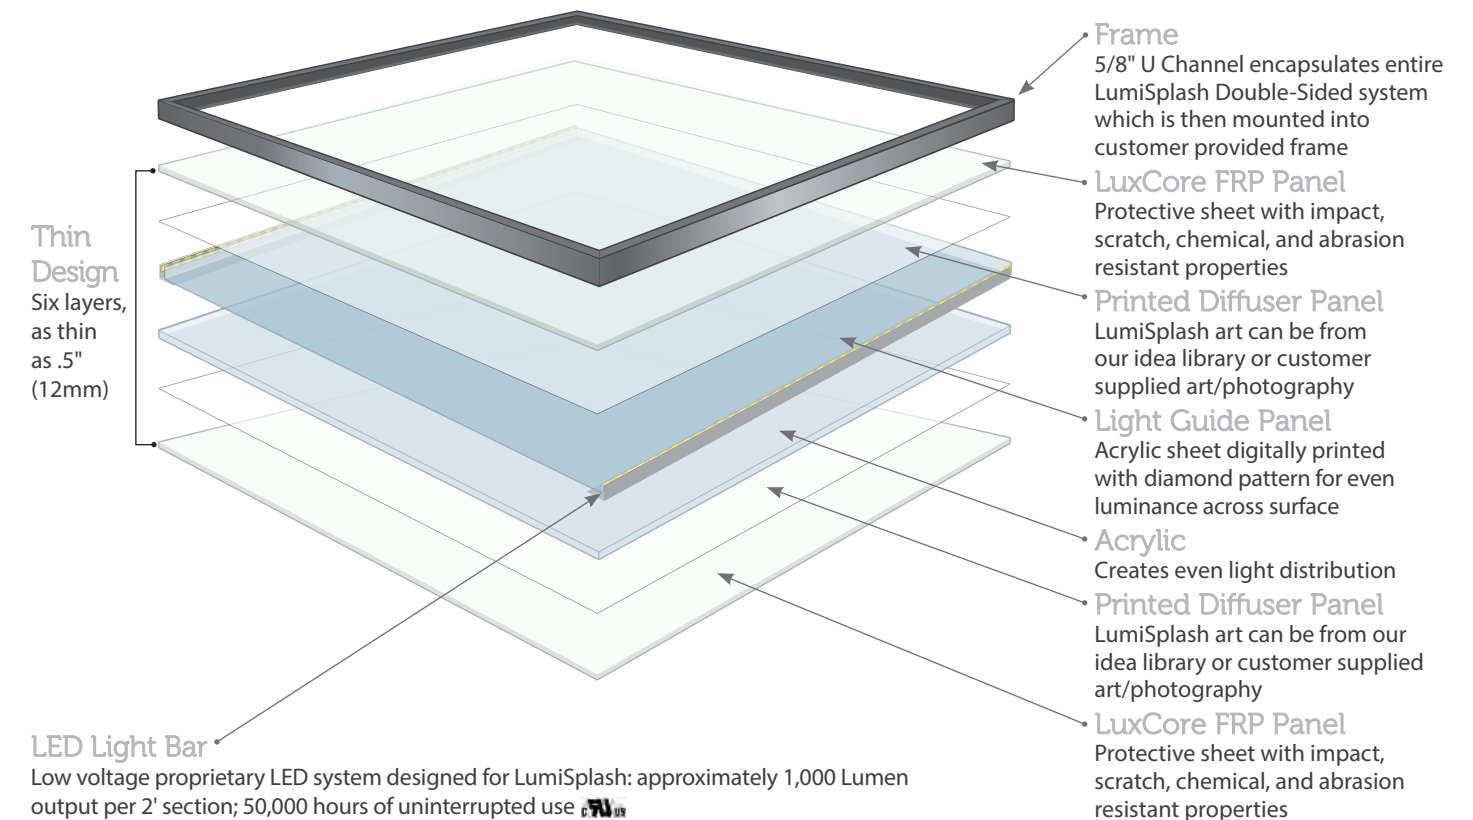 Frame
5/8" U Channel encapsulates entire
LumiSplash Double-Sided system
which is then mounted into
customer provided frame
LuxCore FRP Panel
Protective sheet with impact,
scratch, chemical, and abrasion
resistant properties
Printed Diffuser Panel
LumiSplash art can be from
our idea library or customer
supplied art/photography
Light Guide Panel
Acrylic sheet digitally printed
with diamond pattern for even
luminance across surface
Acrylic
Creates even light distribution
Printed Diffuser Panel
LumiSplash art can be from our
idea library or customer supplied
art/photography
LuxCore FRP Panel
Protective sheet with impact,
scratch, chemical, and abrasion
resistant properties
Thin
Design
Six layers,
as thin
as .5"
(12mm)
LED Light Bar
Low voltage proprietary LED system designed for LumiSplash: approximately 1,000 Lumen
output per 2' section; 50,000 hours of uninterrupted use